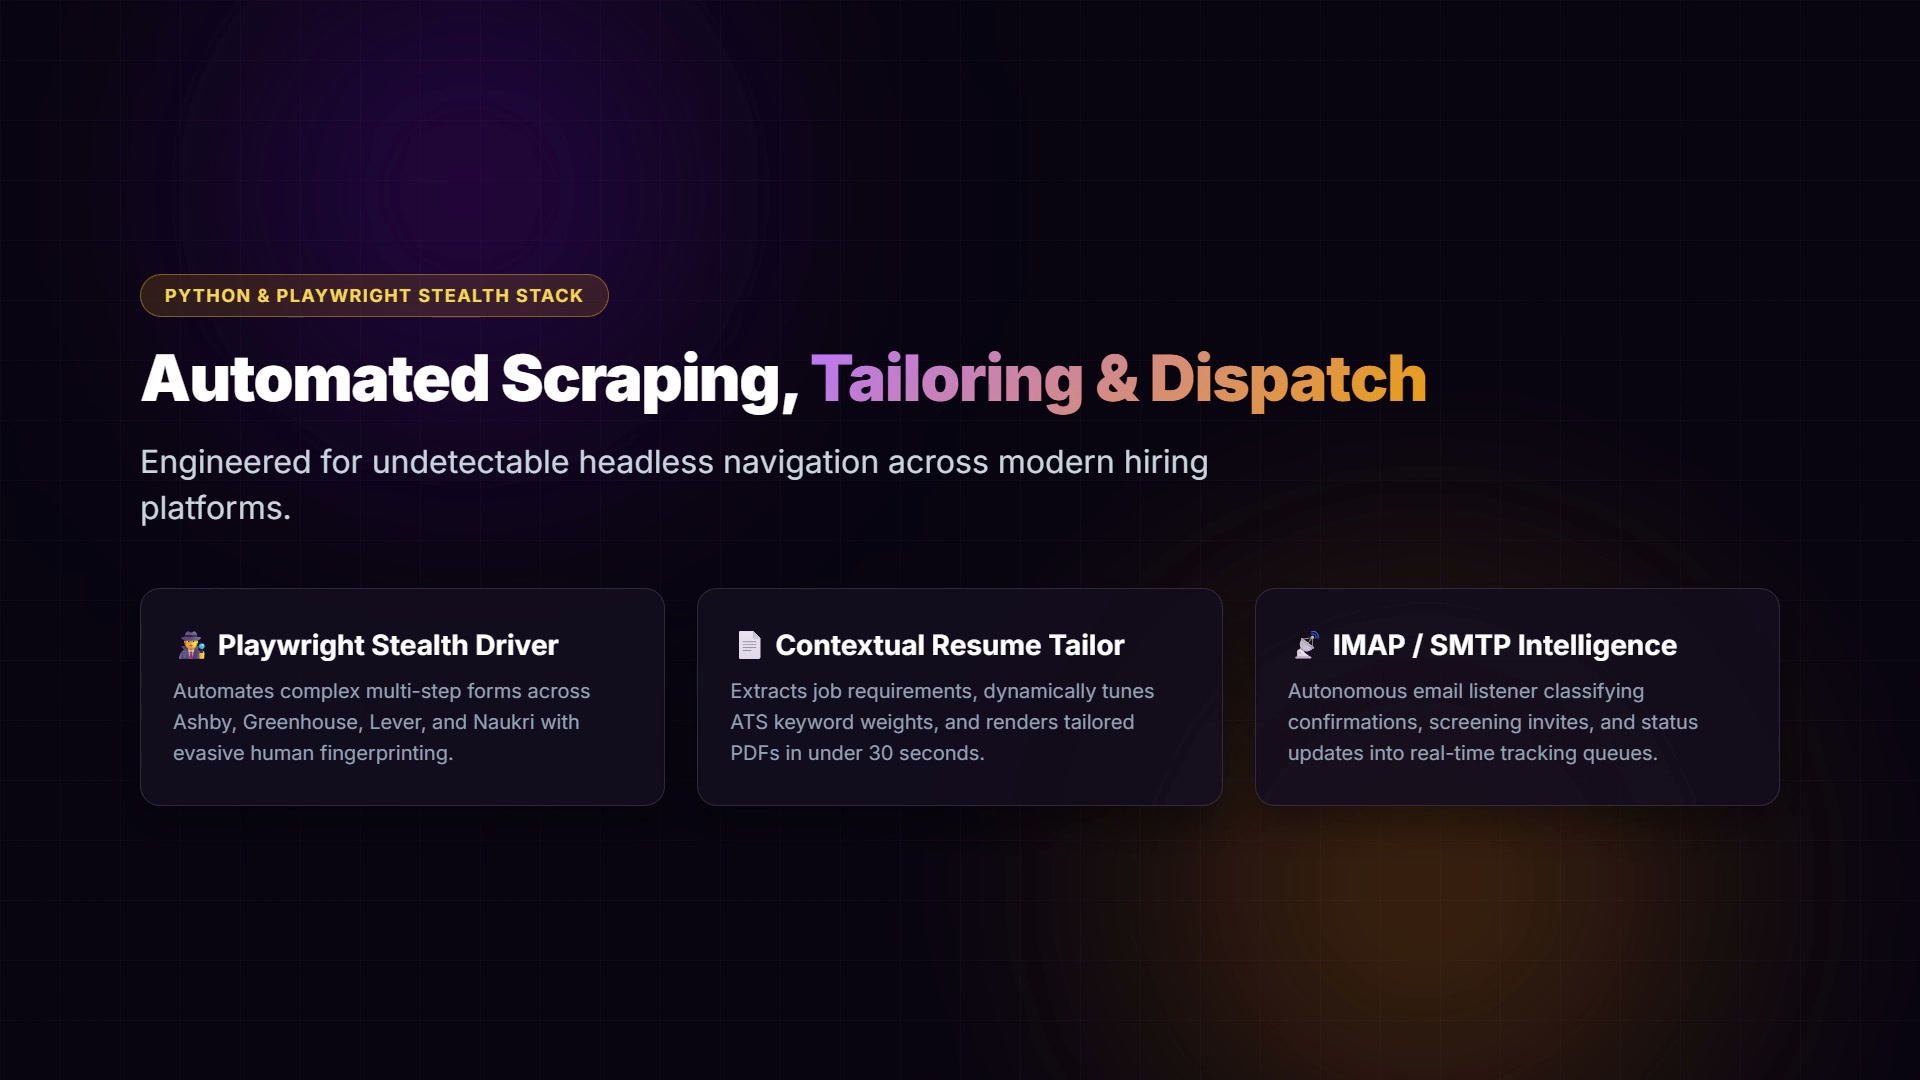 PYTHON & PLAYWRIGHT STEALTH STACK
Automated Scraping, Tailoring & Dispatch
Engineered for undetectable headless navigation across modern hiring
platforms.
Playwright Stealth Driver
Automates complex multi-step forms across
Ashby, Greenhouse, Lever, and Naukri with
evasive human fingerprinting.
Contextual Resume Tailor
Extracts job requirements, dynamically tunes
ATS keyword weights, and renders tailored
PDFs in under 30 seconds.
IMAP / SMTP Intelligence
Autonomous email listener classifying
confirmations, screening invites, and status
updates into real-time tracking queues.